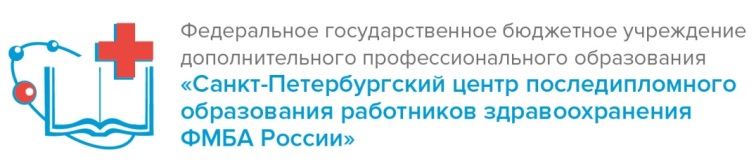 Федеральное государственное бюджетное учреждение
дополнительного профессионального образования
«Санкт-Петербургский центр последипломного
образования работников здравоохранения
ФМБА России»